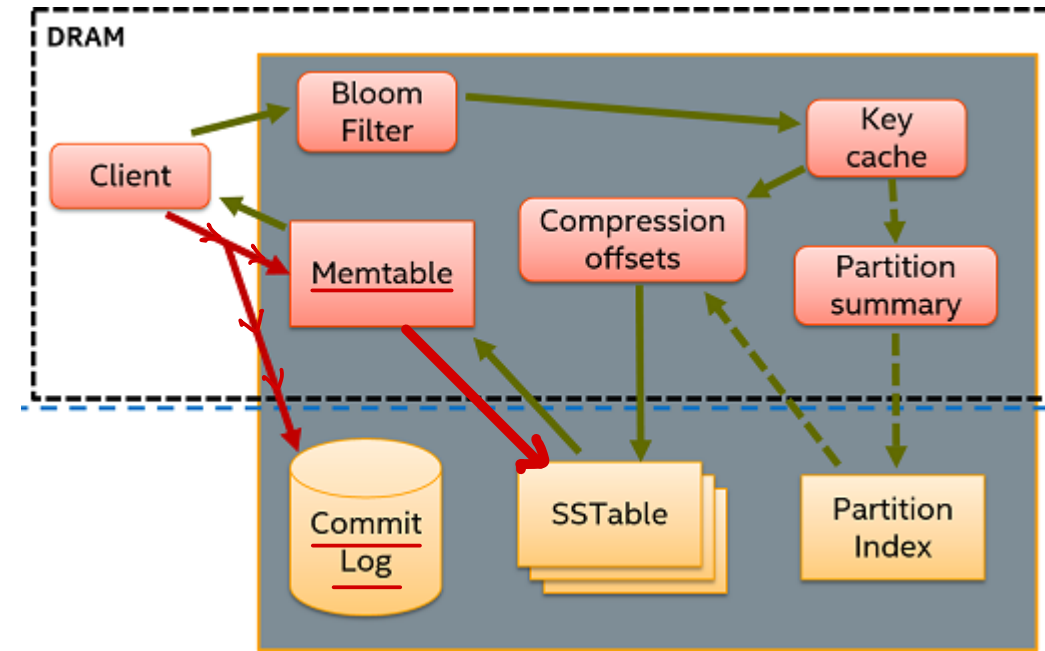 DRAM
Bloom
Filter
Key
cache
Client
Compression
offsets
Memtable
Partition
summary
Commit
Log
SSTable
Partition
Index